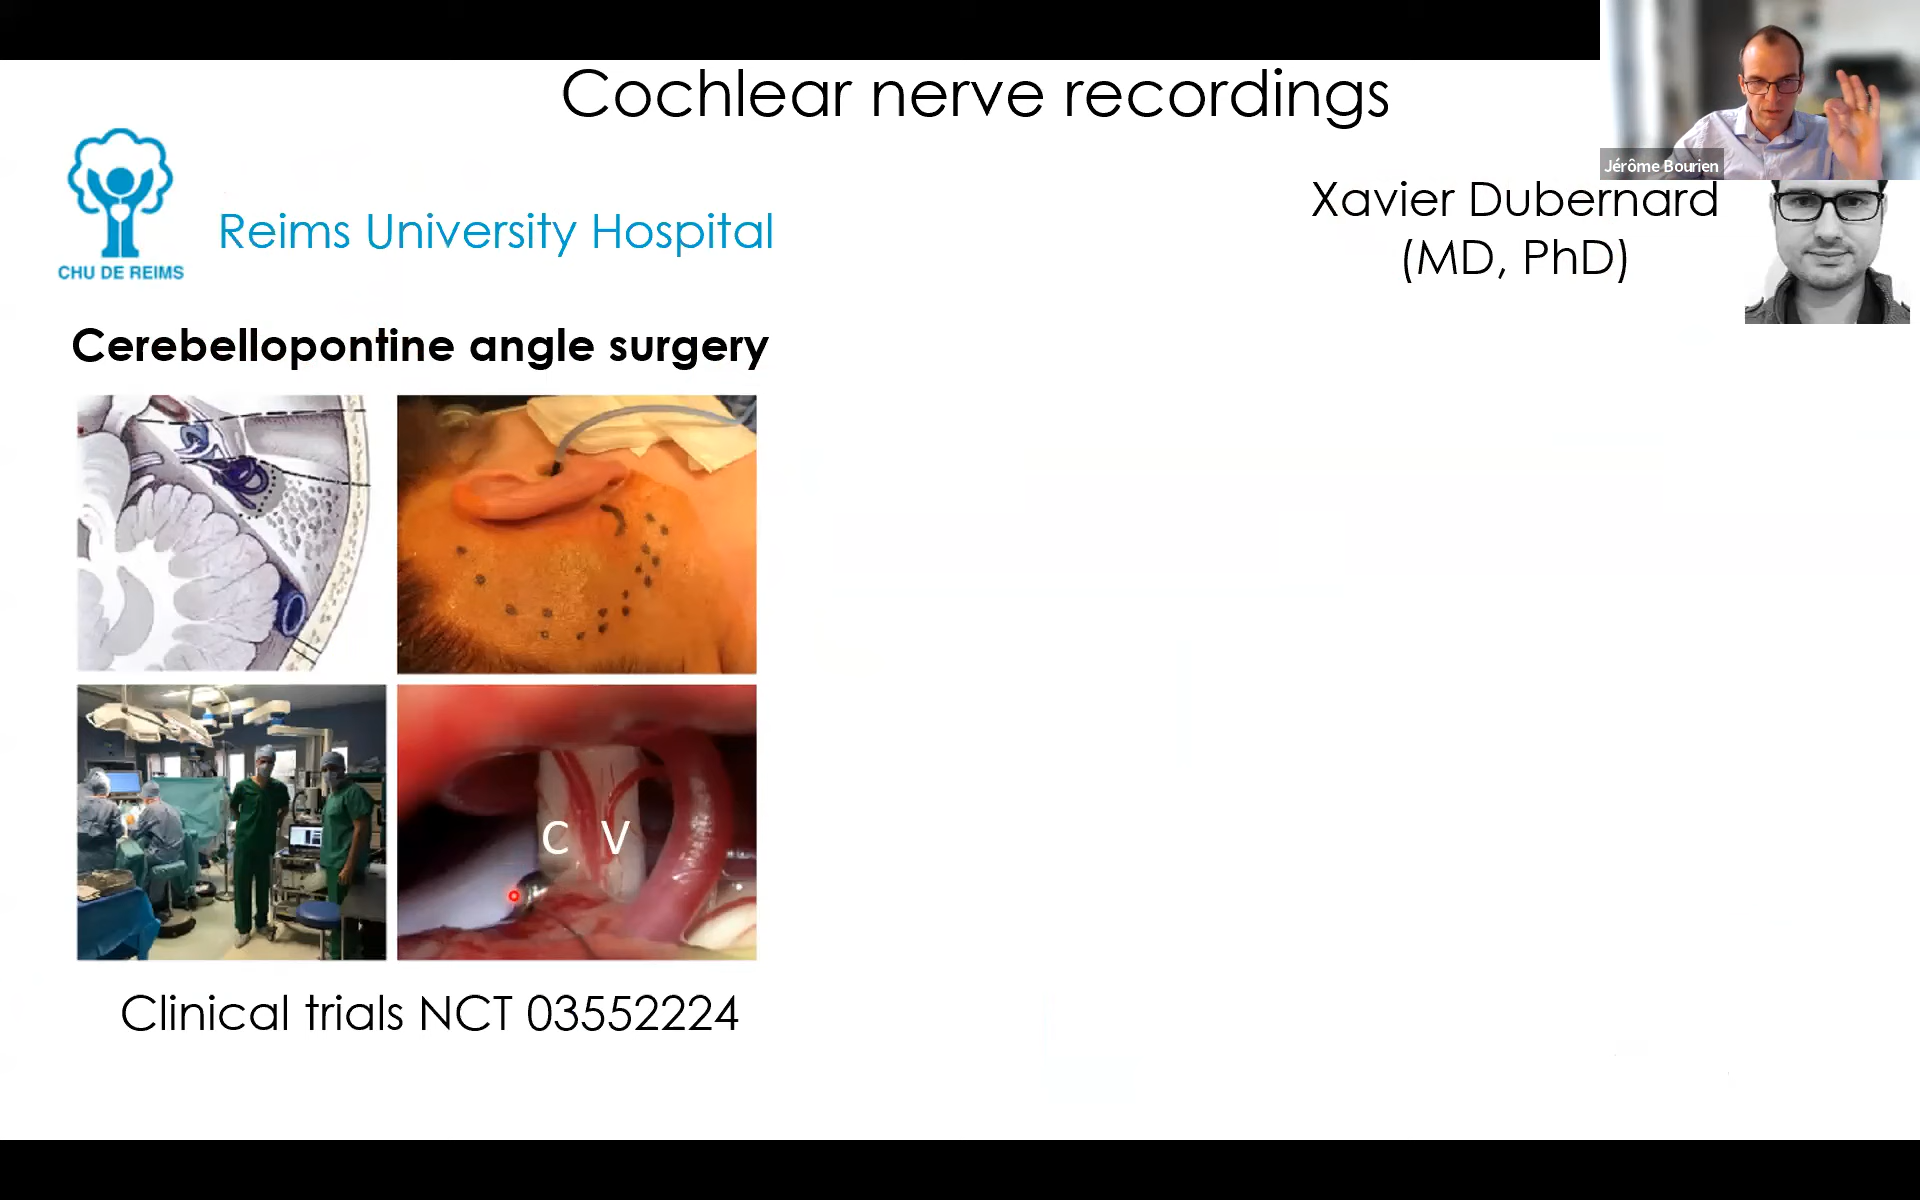 Cochlear nerve recordings
Jérôme Bourien
CHU DE REIMS
Reims University Hospital
Xavier Dubernard
(MD, PhD)
Cerebellopontine angle surgery
C V
Clinical trials NCT 03552224